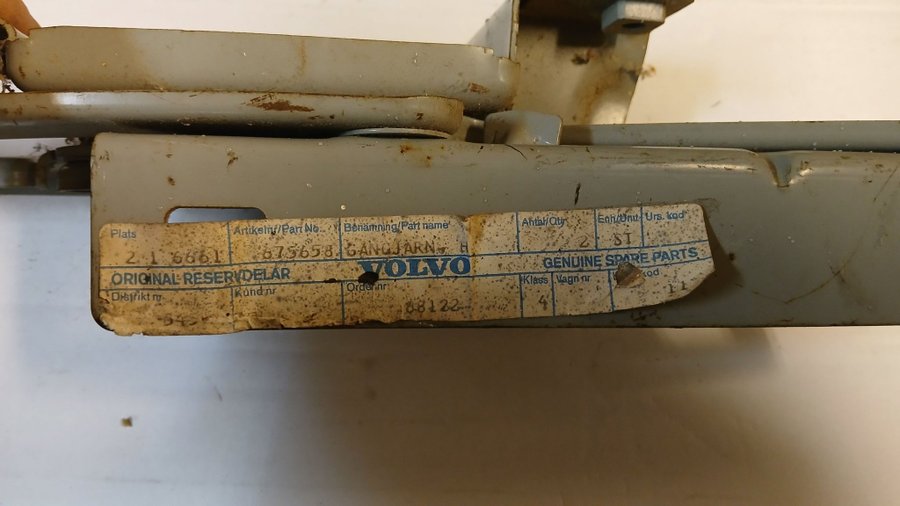 Plats Artikelnr/Part No. Benämning/Part name Antal/Qty Enh/Unit Urs. kod
2 1 6661 675658 GÅNGJÄRN, H 2 ST
ORIGINAL RESERVDELAR VOLVO GENUINE SPARE PARTS
Distrikt nr Kund nr Order nr Klass Vagn nr kod
88122 4 11